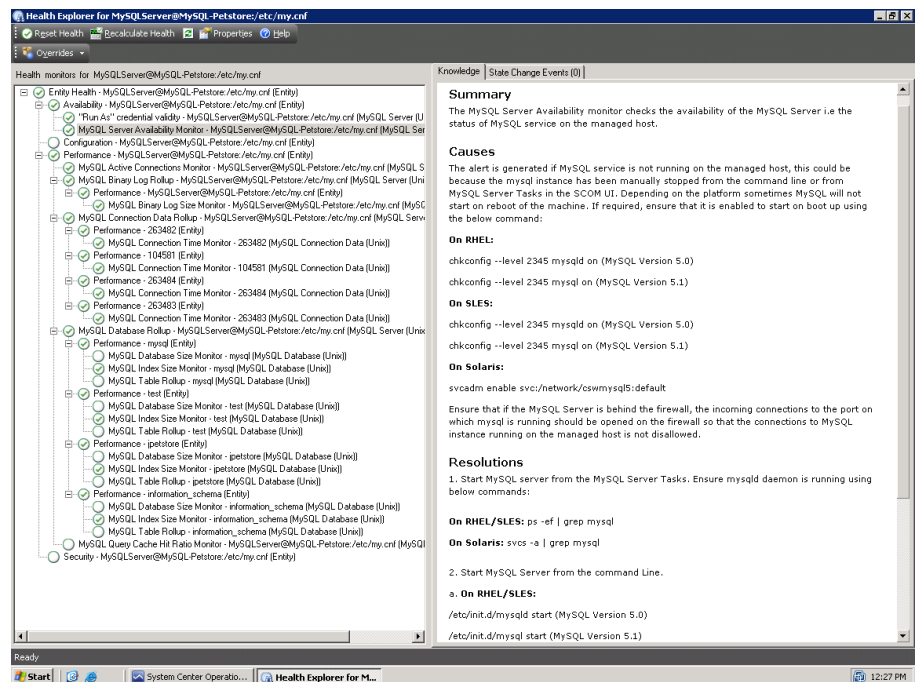 Health Explorer for MySQLServer@MySQL-Petstore:/etc/my.cnf
Reset Health Recalculate Health Properties Help
Overrides
Health monitors for MySQLServer@MySQL-Petstore:/etc/my.cnf
Entity Health - MySQLServer@MySQL-Petstore:/etc/my.cnf (Entity)
Availability - MySQLServer@MySQL-Petstore:/etc/my.cnf (Entity)
"Run As" credential validity - MySQLServer@MySQL-Petstore:/etc/my.cnf (MySQL Server (U
MySQL Server Availability Monitor - MySQLServer@MySQL-Petstore:/etc/my.cnf (MySQL Ser
Configuration - MySQLServer@MySQL-Petstore:/etc/my.cnf (Entity)
Performance - MySQLServer@MySQL-Petstore:/etc/my.cnf (Entity)
MySQL Active Connections Monitor - MySQLServer@MySQL-Petstore:/etc/my.cnf (MySQL S
MySQL Binary Log Rollup - MySQLServer@MySQL-Petstore:/etc/my.cnf (MySQL Server (Uni
Performance - MySQLServer@MySQL-Petstore:/etc/my.cnf (Entity)
MySQL Binary Log Size Monitor - MySQLServer@MySQL-Petstore:/etc/my.cnf (MySQ
MySQL Connection Data Rollup - MySQLServer@MySQL-Petstore:/etc/my.cnf (MySQL Serve
Performance - 263482 (Entity)
MySQL Connection Time Monitor - 263482 (MySQL Connection Data (Unix))
Performance - 104581 (Entity)
MySQL Connection Time Monitor - 104581 (MySQL Connection Data (Unix))
Performance - 263484 (Entity)
MySQL Connection Time Monitor - 263484 (MySQL Connection Data (Unix))
Performance - 263483 (Entity)
MySQL Connection Time Monitor - 263483 (MySQL Connection Data (Unix))
MySQL Database Rollup - MySQLServer@MySQL-Petstore:/etc/my.cnf (MySQL Server (Unix
Performance - mysql (Entity)
MySQL Database Size Monitor - mysql (MySQL Database (Unix))
MySQL Index Size Monitor - mysql (MySQL Database (Unix))
MySQL Table Rollup - mysql (MySQL Database (Unix))
Performance - test (Entity)
MySQL Database Size Monitor - test (MySQL Database (Unix))
MySQL Index Size Monitor - test (MySQL Database (Unix))
MySQL Table Rollup - test (MySQL Database (Unix))
Performance - jpetstore (Entity)
MySQL Database Size Monitor - jpetstore (MySQL Database (Unix))
MySQL Index Size Monitor - jpetstore (MySQL Database (Unix))
MySQL Table Rollup - jpetstore (MySQL Database (Unix))
Performance - information_schema (Entity)
MySQL Database Size Monitor - information_schema (MySQL Database (Unix))
MySQL Index Size Monitor - information_schema (MySQL Database (Unix))
MySQL Table Rollup - information_schema (MySQL Database (Unix))
MySQL Query Cache Hit Ratio Monitor - MySQLServer@MySQL-Petstore:/etc/my.cnf (MySQl
Security - MySQLServer@MySQL-Petstore:/etc/my.cnf (Entity)
Knowledge State Change Events (0)
Summary
The MySQL Server Availability monitor checks the availability of the MySQL Server i.e the
status of MySQL service on the managed host.
Causes
The alert is generated if MySQL service is not running on the managed host, this could be
because the mysql instance has been manually stopped from the command line or from
MySQL Server Tasks in the SCOM UI. Depending on the platform sometimes MySQL will not
start on reboot of the machine. If required, ensure that it is enabled to start on boot up using
the below command:
On RHEL:
chkconfig --level 2345 mysqld on (MySQL Version 5.0)
chkconfig --level 2345 mysql on (MySQL Version 5.1)
On SLES:
chkconfig --level 2345 mysqld on (MySQL Version 5.0)
chkconfig --level 2345 mysql on (MySQL Version 5.1)
On Solaris:
svcadm enable svc:/network/cswmysql5:default
Ensure that if the MySQL Server is behind the firewall, the incoming connections to the port on
which mysql is running should be opened on the firewall so that the connections to MySQL
instance running on the managed host is not disallowed.
Resolutions
1. Start MySQL server from the MySQL Server Tasks. Ensure mysqld daemon is running using
below commands:
On RHEL/SLES: ps -ef | grep mysql
On Solaris: svcs -a | grep mysql
2. Start MySQL Server from the command Line.
a. On RHEL/SLES:
/etc/init.d/mysqld start (MySQL Version 5.0)
/etc/init.d/mysql start (MySQL Version 5.1)
Ready
Start System Center Operatio... Health Explorer for M... 12:27 PM